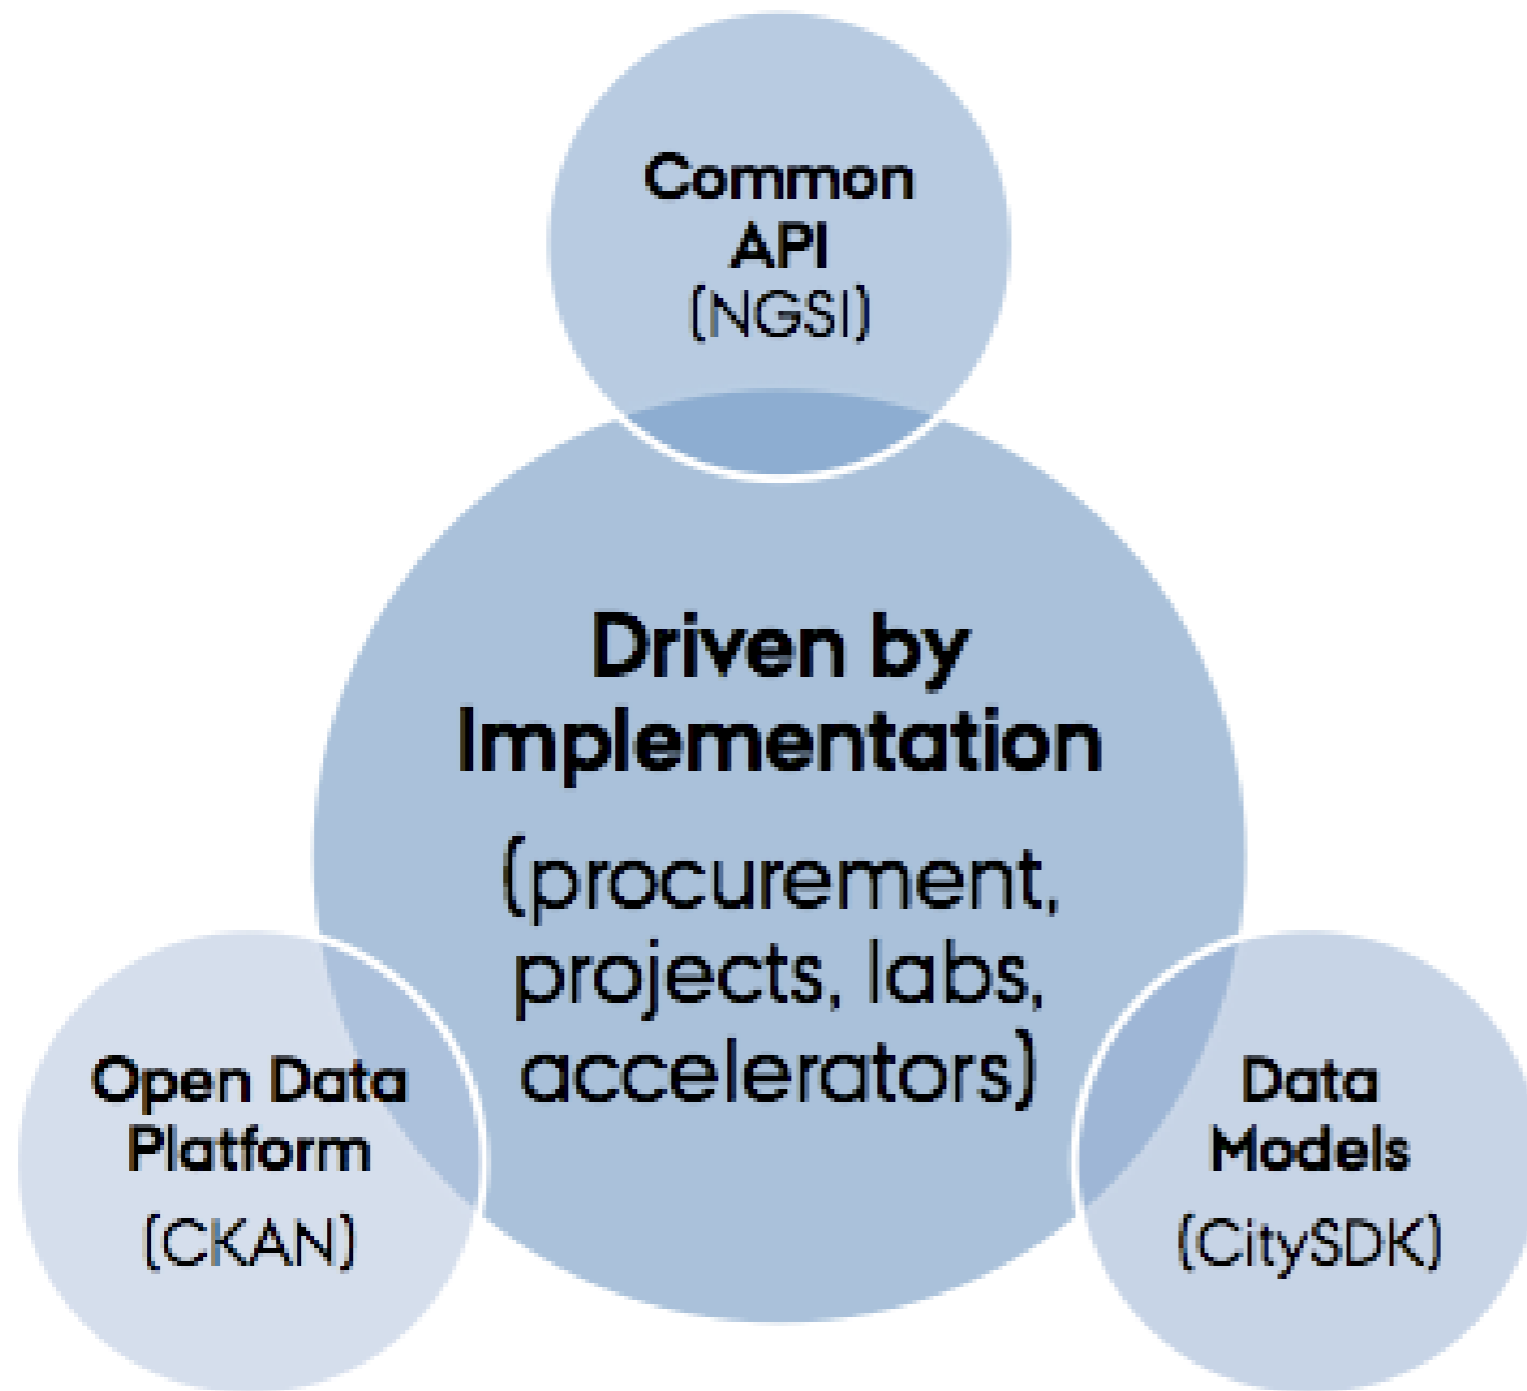 Common
API
(NGSI)
Driven by
Implementation
(procurement,
projects, labs,
accelerators)
Open Data
Platform
(CKAN)
Data
Models
(CitySDK)